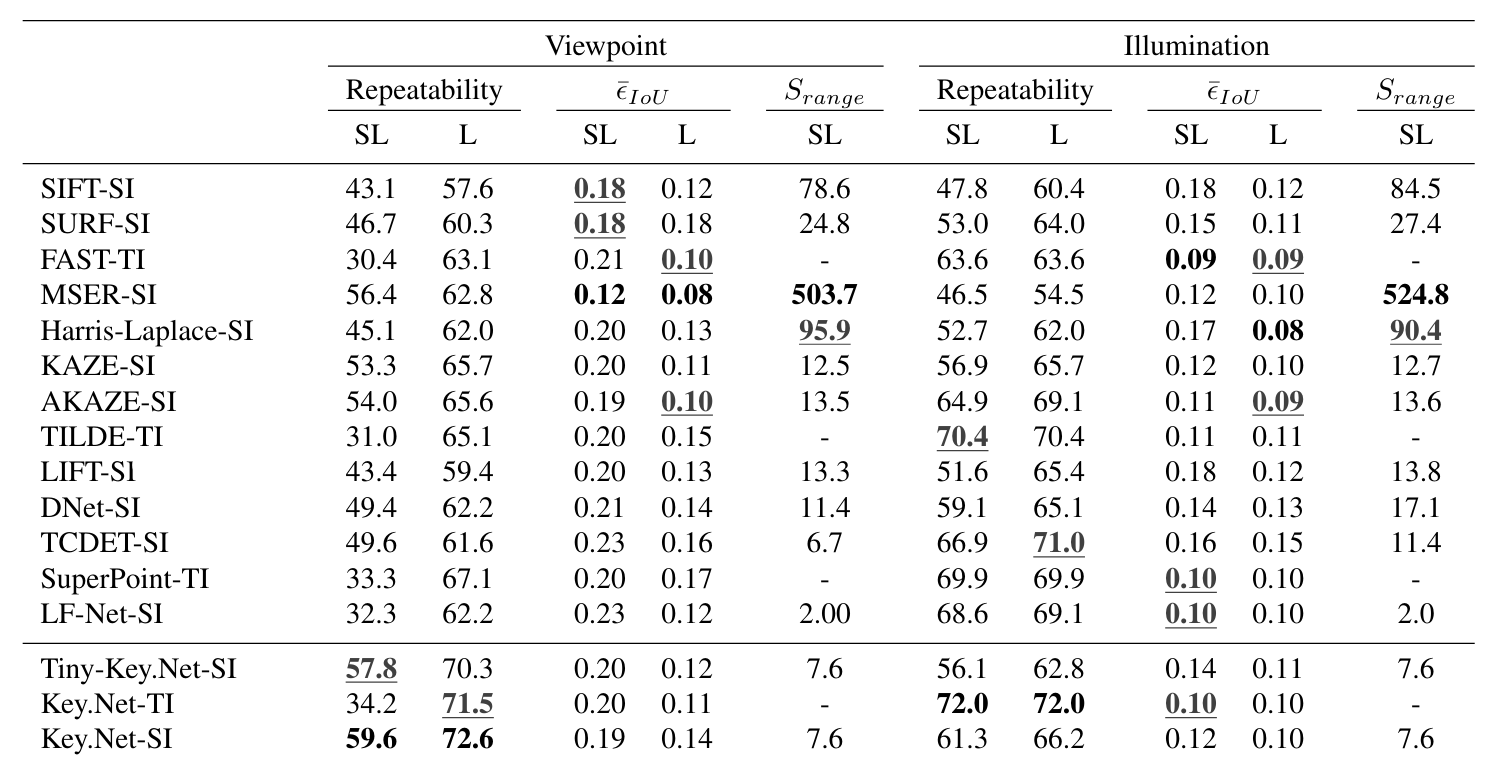 Viewpoint Illumination
Repeatability ϵ̄_IoU S_range Repeatability ϵ̄_IoU S_range
SL L SL L SL SL L SL L SL
SIFT-SI 43.1 57.6 0.18 0.12 78.6 47.8 60.4 0.18 0.12 84.5
SURF-SI 46.7 60.3 0.18 0.18 24.8 53.0 64.0 0.15 0.11 27.4
FAST-TI 30.4 63.1 0.21 0.10 - 63.6 63.6 0.09 0.09 -
MSER-SI 56.4 62.8 0.12 0.08 503.7 46.5 54.5 0.12 0.10 524.8
Harris-Laplace-SI 45.1 62.0 0.20 0.13 95.9 52.7 62.0 0.17 0.08 90.4
KAZE-SI 53.3 65.7 0.20 0.11 12.5 56.9 65.7 0.12 0.10 12.7
AKAZE-SI 54.0 65.6 0.19 0.10 13.5 64.9 69.1 0.11 0.09 13.6
TILDE-TI 31.0 65.1 0.20 0.15 - 70.4 70.4 0.11 0.11 -
LIFT-Sl 43.4 59.4 0.20 0.13 13.3 51.6 65.4 0.18 0.12 13.8
DNet-SI 49.4 62.2 0.21 0.14 11.4 59.1 65.1 0.14 0.13 17.1
TCDET-SI 49.6 61.6 0.23 0.16 6.7 66.9 71.0 0.16 0.15 11.4
SuperPoint-TI 33.3 67.1 0.20 0.17 - 69.9 69.9 0.10 0.10 -
LF-Net-SI 32.3 62.2 0.23 0.12 2.00 68.6 69.1 0.10 0.10 2.0
Tiny-Key.Net-SI 57.8 70.3 0.20 0.12 7.6 56.1 62.8 0.14 0.11 7.6
Key.Net-TI 34.2 71.5 0.20 0.11 - 72.0 72.0 0.10 0.10 -
Key.Net-SI 59.6 72.6 0.19 0.14 7.6 61.3 66.2 0.12 0.10 7.6